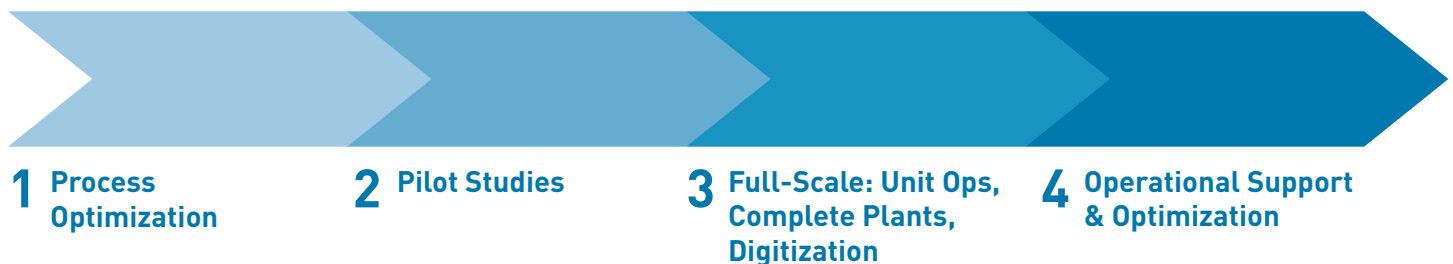 1 Process
Optimization
2 Pilot Studies
3 Full-Scale: Unit Ops,
Complete Plants,
Digitization
4 Operational Support
& Optimization